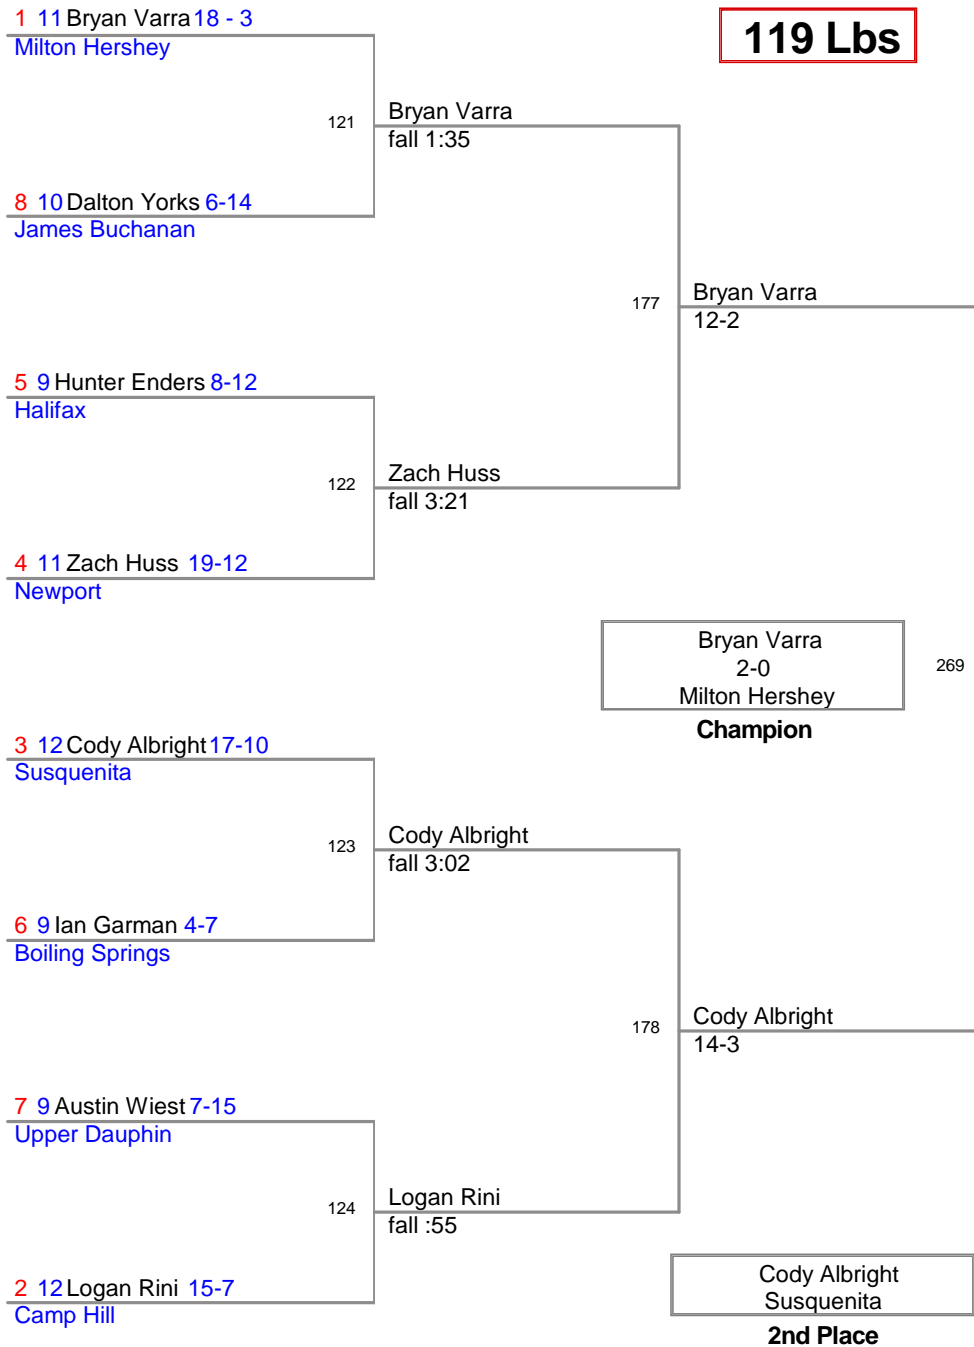 1 11 Bryan Varra 18 - 3
Milton Hershey
119 Lbs
121
Bryan Varra
fall 1:35
8 10 Dalton Yorks 6-14
James Buchanan
177
Bryan Varra
12-2
5 9 Hunter Enders 8-12
Halifax
122
Zach Huss
fall 3:21
4 11 Zach Huss 19-12
Newport
Bryan Varra
2-0
Milton Hershey
269
Champion
3 12 Cody Albright 17-10
Susquenita
123
Cody Albright
fall 3:02
6 9 Ian Garman 4-7
Boiling Springs
178
Cody Albright
14-3
7 9 Austin Wiest 7-15
Upper Dauphin
124
Logan Rini
fall :55
2 12 Logan Rini 15-7
Camp Hill
Cody Albright
Susquenita
2nd Place